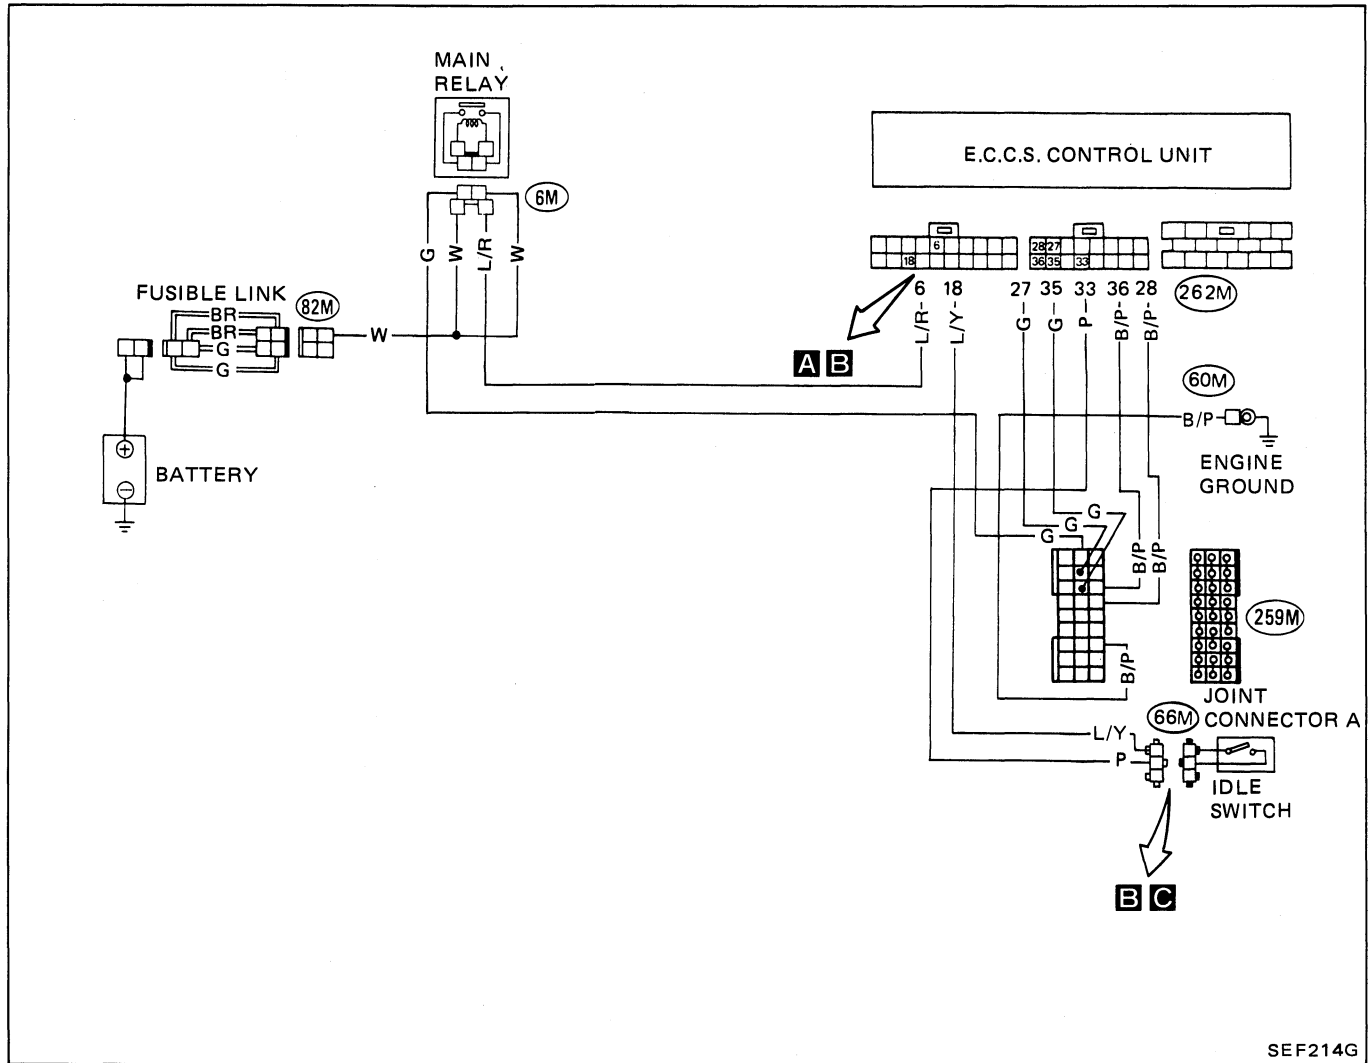 MAIN
RELAY
6M
G
W
L/R
W
FUSIBLE LINK
82M
BR
BR
G
G
W
BATTERY
E.C.C.S. CONTROL UNIT
6
18
28 27
36 35 33
6 18 27 35 33 36 28
262M
L/R
L/Y
G
G
P
B/P
B/P
A B
60M
B/P
ENGINE
GROUND
G
G
G
B/P
B/P
259M
B/P
JOINT
CONNECTOR A
66M
L/Y
P
IDLE
SWITCH
B C
SEF214G